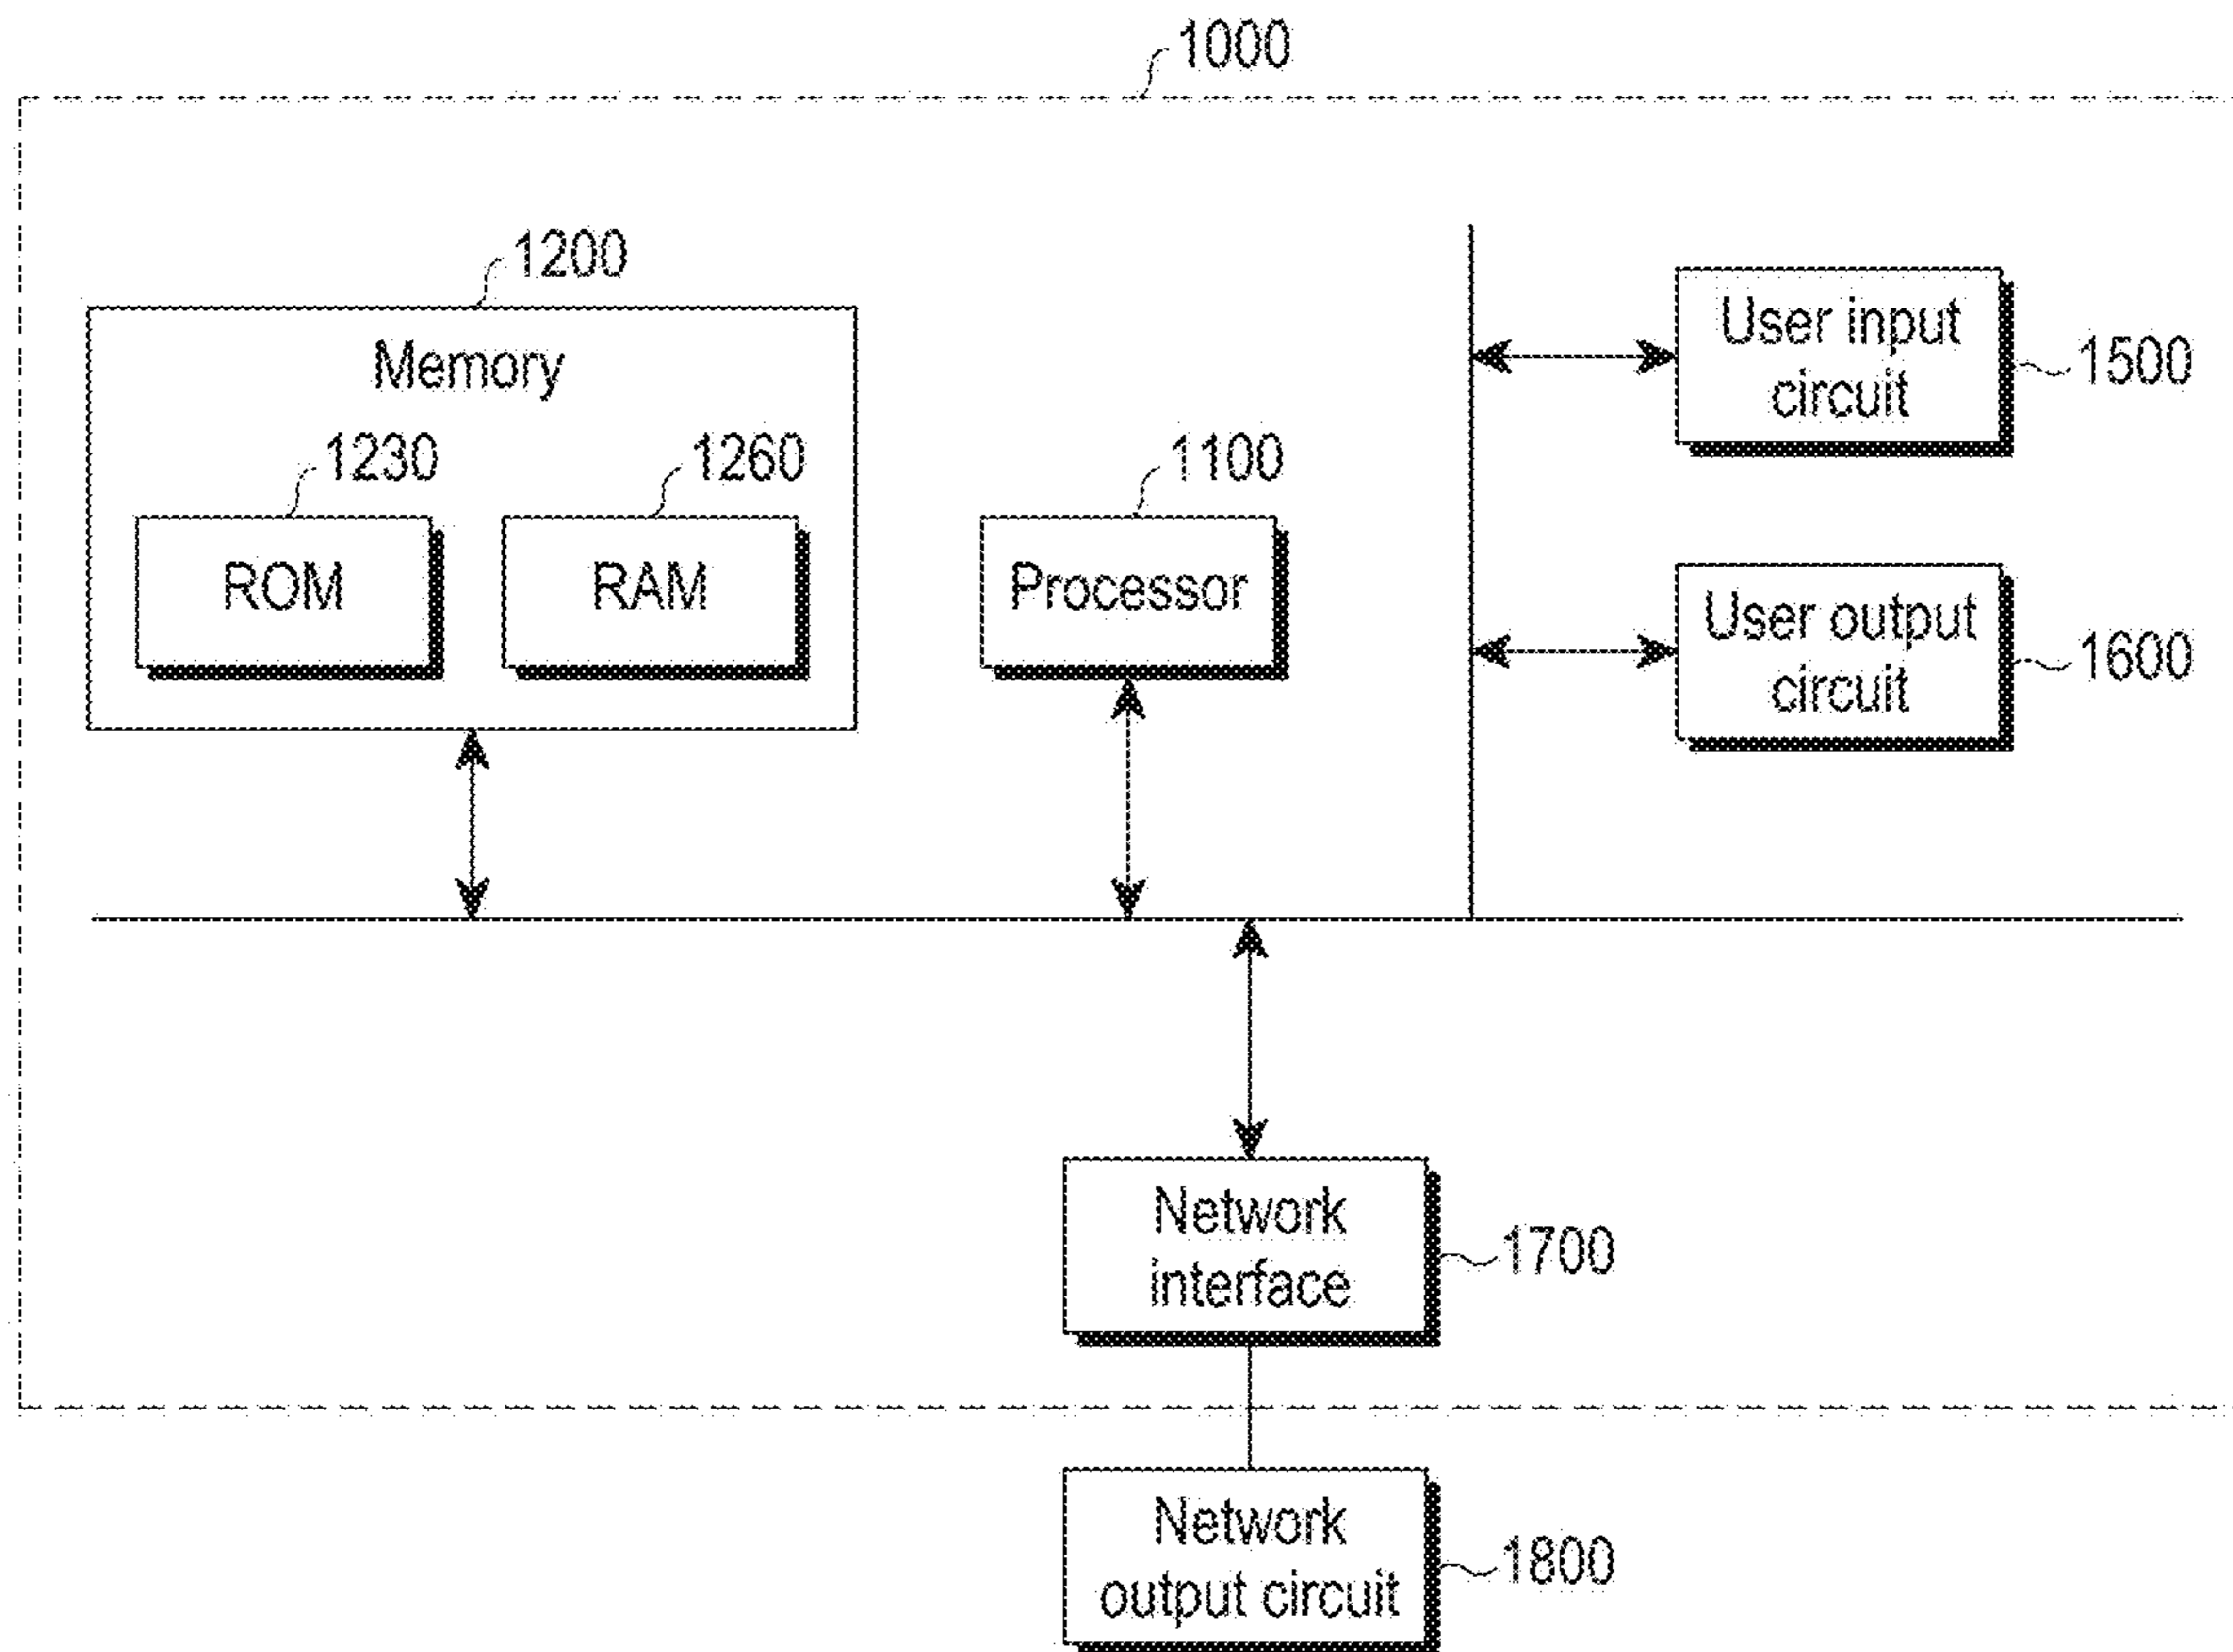 1000
1200
Memory
1230
1260
ROM
RAM
1100
Processor
User input
circuit
1500
User output
circuit
1600
Network
interface
1700
Network
output circuit
1800